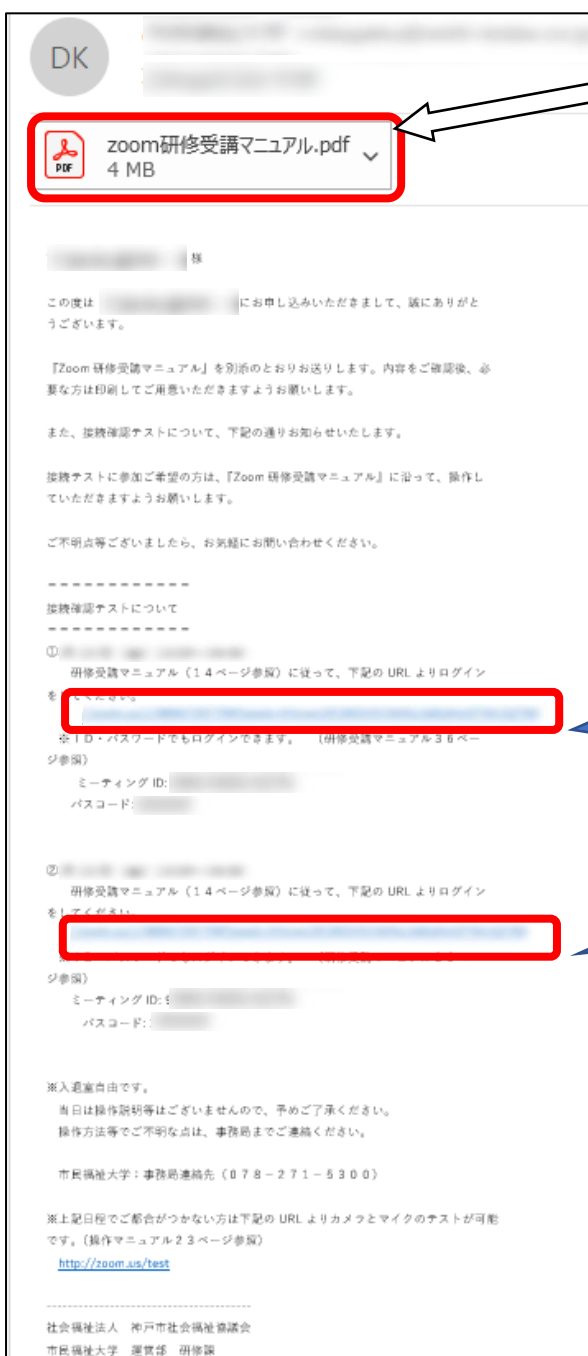 DK
PDF
zoom研修受講マニュアル.pdf
4 MB
様
この度は
にお申し込みいただきまして、誠にありがと
うございます。
『Zoom 研修受講マニュアル』を別添のとおりお送りします。内容をご確認後、必
要な方は印刷してご用意いただきますようお願いします。
また、接続確認テストについて、下記の通りお知らせいたします。
接続テストに参加ご希望の方は、『Zoom 研修受講マニュアル』に沿って、操作し
ていただきますようお願いします。
ご不明点等ございましたら、お気軽にお問い合わせください。
＝＝＝＝＝＝＝＝＝＝＝＝
接続確認テストについて
＝＝＝＝＝＝＝＝＝＝＝＝
①
研修受講マニュアル（１４ページ参照）に従って、下記の URL よりログイン
をしてください。
※ＩＤ・パスワードでもログインできます。 （研修受講マニュアル３６ペー
ジ参照）
ミーティング ID:
パスコード:
②
研修受講マニュアル（１４ページ参照）に従って、下記の URL よりログイン
をしてください。
ジ参照）
ミーティング ID: 9
パスコード:
※入退室自由です。
当日は操作説明等はございませんので、予めご了承ください。
操作方法等でご不明な点は、事務局までご連絡ください。
市民福祉大学：事務局連絡先（０７８－２７１－５３００）
※上記日程でご都合がつかない方は下記の URL よりカメラとマイクのテストが可能
です。（操作マニュアル２３ページ参照）
http://zoom.us/test
------------------------------------
社会福祉法人　神戸市社会福祉協議会
市民福祉大学　運営部　研修課